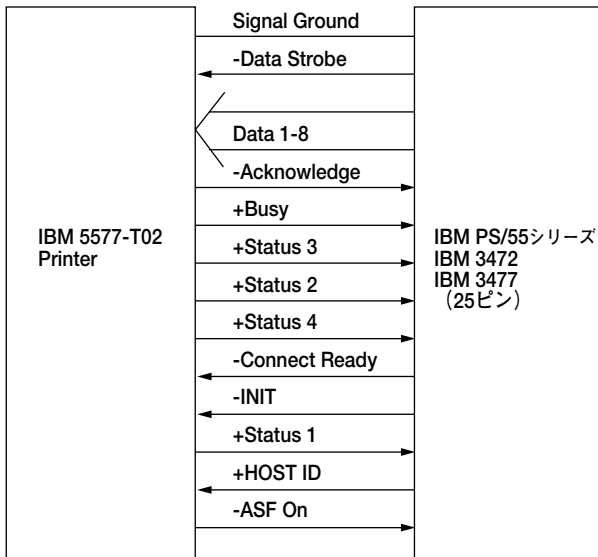 Signal Ground
-Data Strobe
Data 1-8
-Acknowledge
+Busy
+Status 3
+Status 2
+Status 4
-Connect Ready
-INIT
+Status 1
+HOST ID
-ASF On
IBM 5577-T02
Printer
IBM PS/55シリーズ
IBM 3472
IBM 3477
(25ピン)